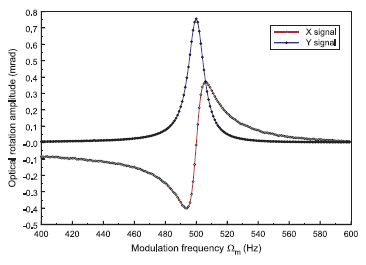 0.8
0.7
0.6
0.5
0.4
0.3
0.2
0.1
0.0
-0.1
-0.2
-0.3
-0.4
-0.5
400 420 440 460 480 500 520 540 560 580 600
Optical rotation amplitude (mrad)
Modulation frequency Ωm (Hz)
X signal
Y signal